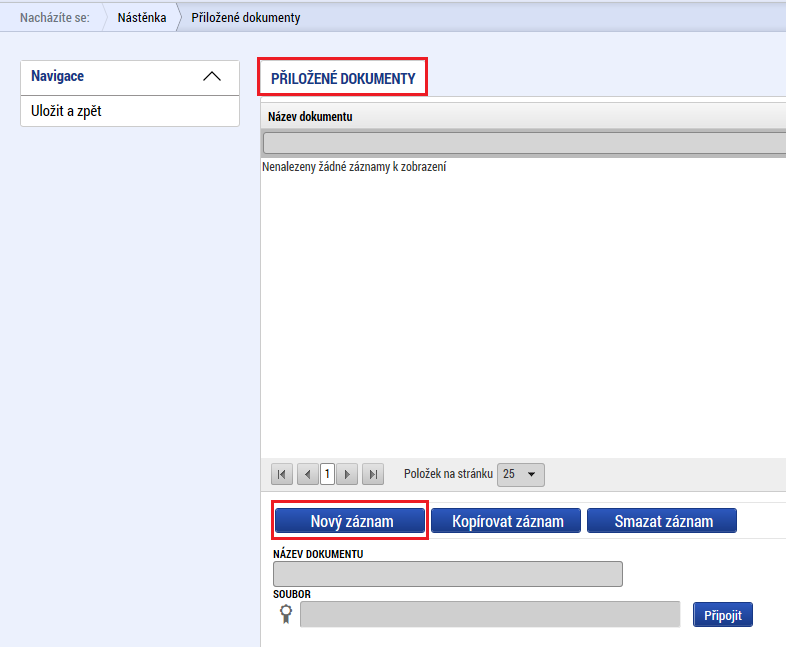 Nacházíte se: Nástěnka Přiložené dokumenty
Navigace
Uložit a zpět
PŘILOŽENÉ DOKUMENTY
Název dokumentu
Nenalezeny žádné záznamy k zobrazení
1 Položek na stránku 25
Nový záznam Kopírovat záznam Smazat záznam
NÁZEV DOKUMENTU
SOUBOR
Připojit